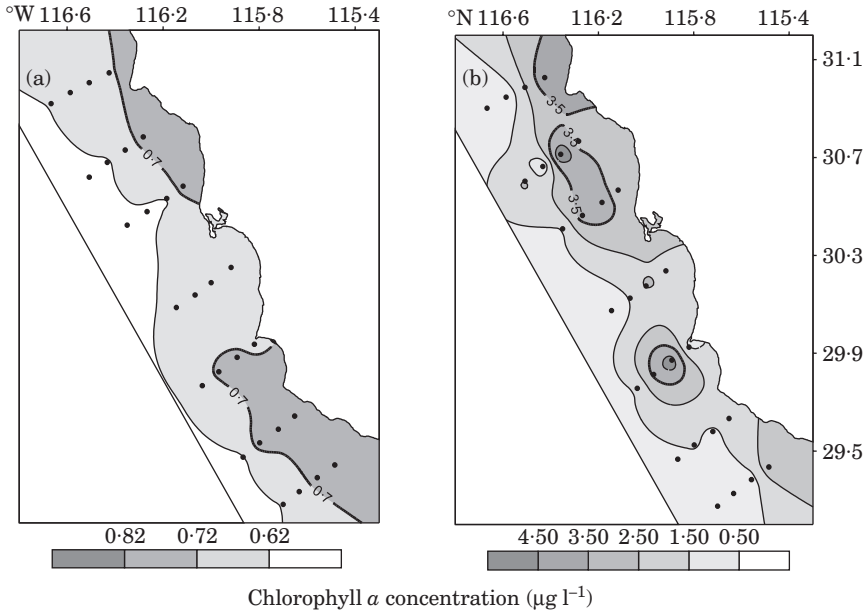 °W 116·6 116·2 115·8 115·4
°N 116·6 116·2 115·8 115·4
(a)
(b)
31·1
30·7
30·3
29·9
29·5
0·7
0·7
0·7
3·5
3·5
3·5
0·82 0·72 0·62
4·50 3·50 2·50 1·50 0·50
Chlorophyll a concentration (µg l⁻¹)